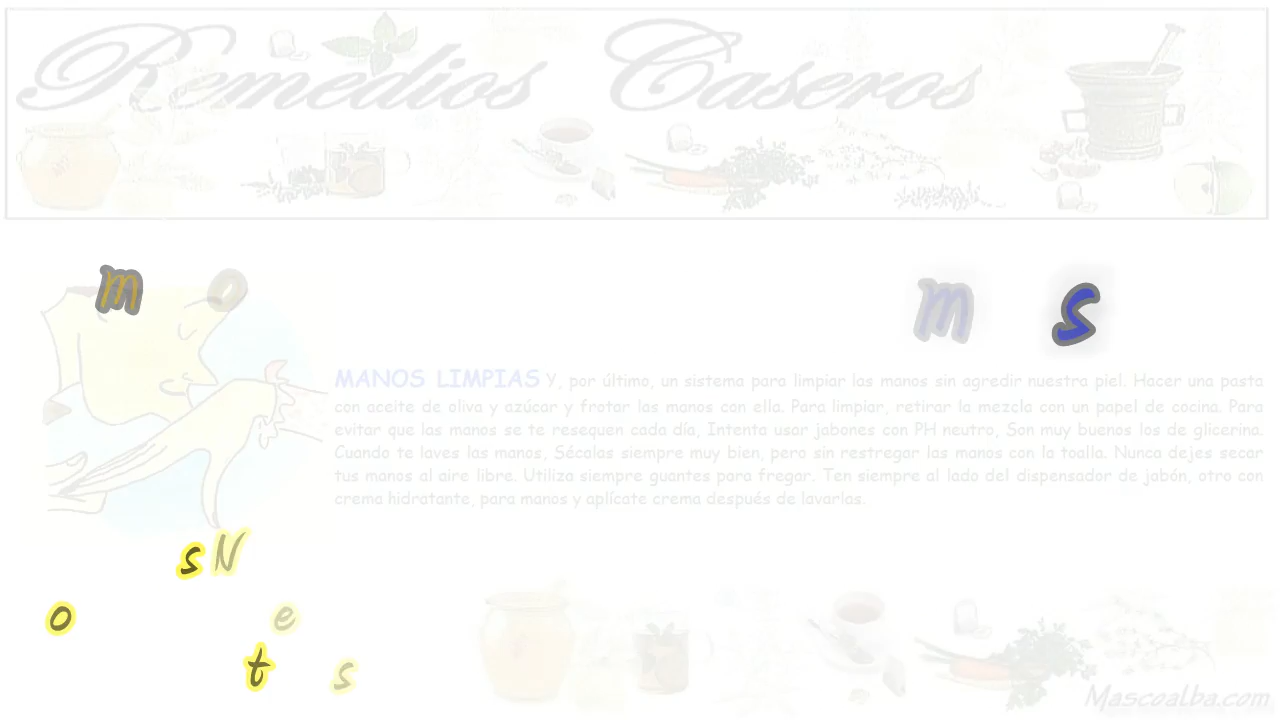 Remedios Caseros
m o m s
MANOS LIMPIAS Y, por último, un sistema para limpiar las manos sin agredir nuestra piel. Hacer una pasta
con aceite de oliva y azúcar y frotar las manos con ella. Para limpiar, retirar la mezcla con un papel de cocina. Para
evitar que las manos se te resequen cada día, Intenta usar jabones con PH neutro, Son muy buenos los de glicerina.
Cuando te laves las manos, Sécalas siempre muy bien, pero sin restregar las manos con la toalla. Nunca dejes secar
tus manos al aire libre. Utiliza siempre guantes para fregar. Ten siempre al lado del dispensador de jabón, otro con
crema hidratante, para manos y aplícate crema después de lavarlas.
s N
o e
t s
Mascoalba.com